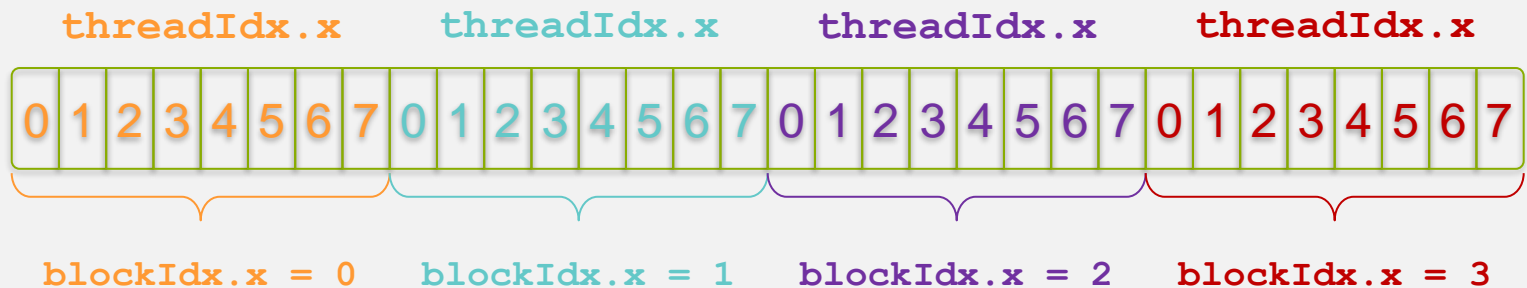 threadIdx.x threadIdx.x threadIdx.x threadIdx.x
0 1 2 3 4 5 6 7 0 1 2 3 4 5 6 7 0 1 2 3 4 5 6 7 0 1 2 3 4 5 6 7
blockIdx.x = 0 blockIdx.x = 1 blockIdx.x = 2 blockIdx.x = 3